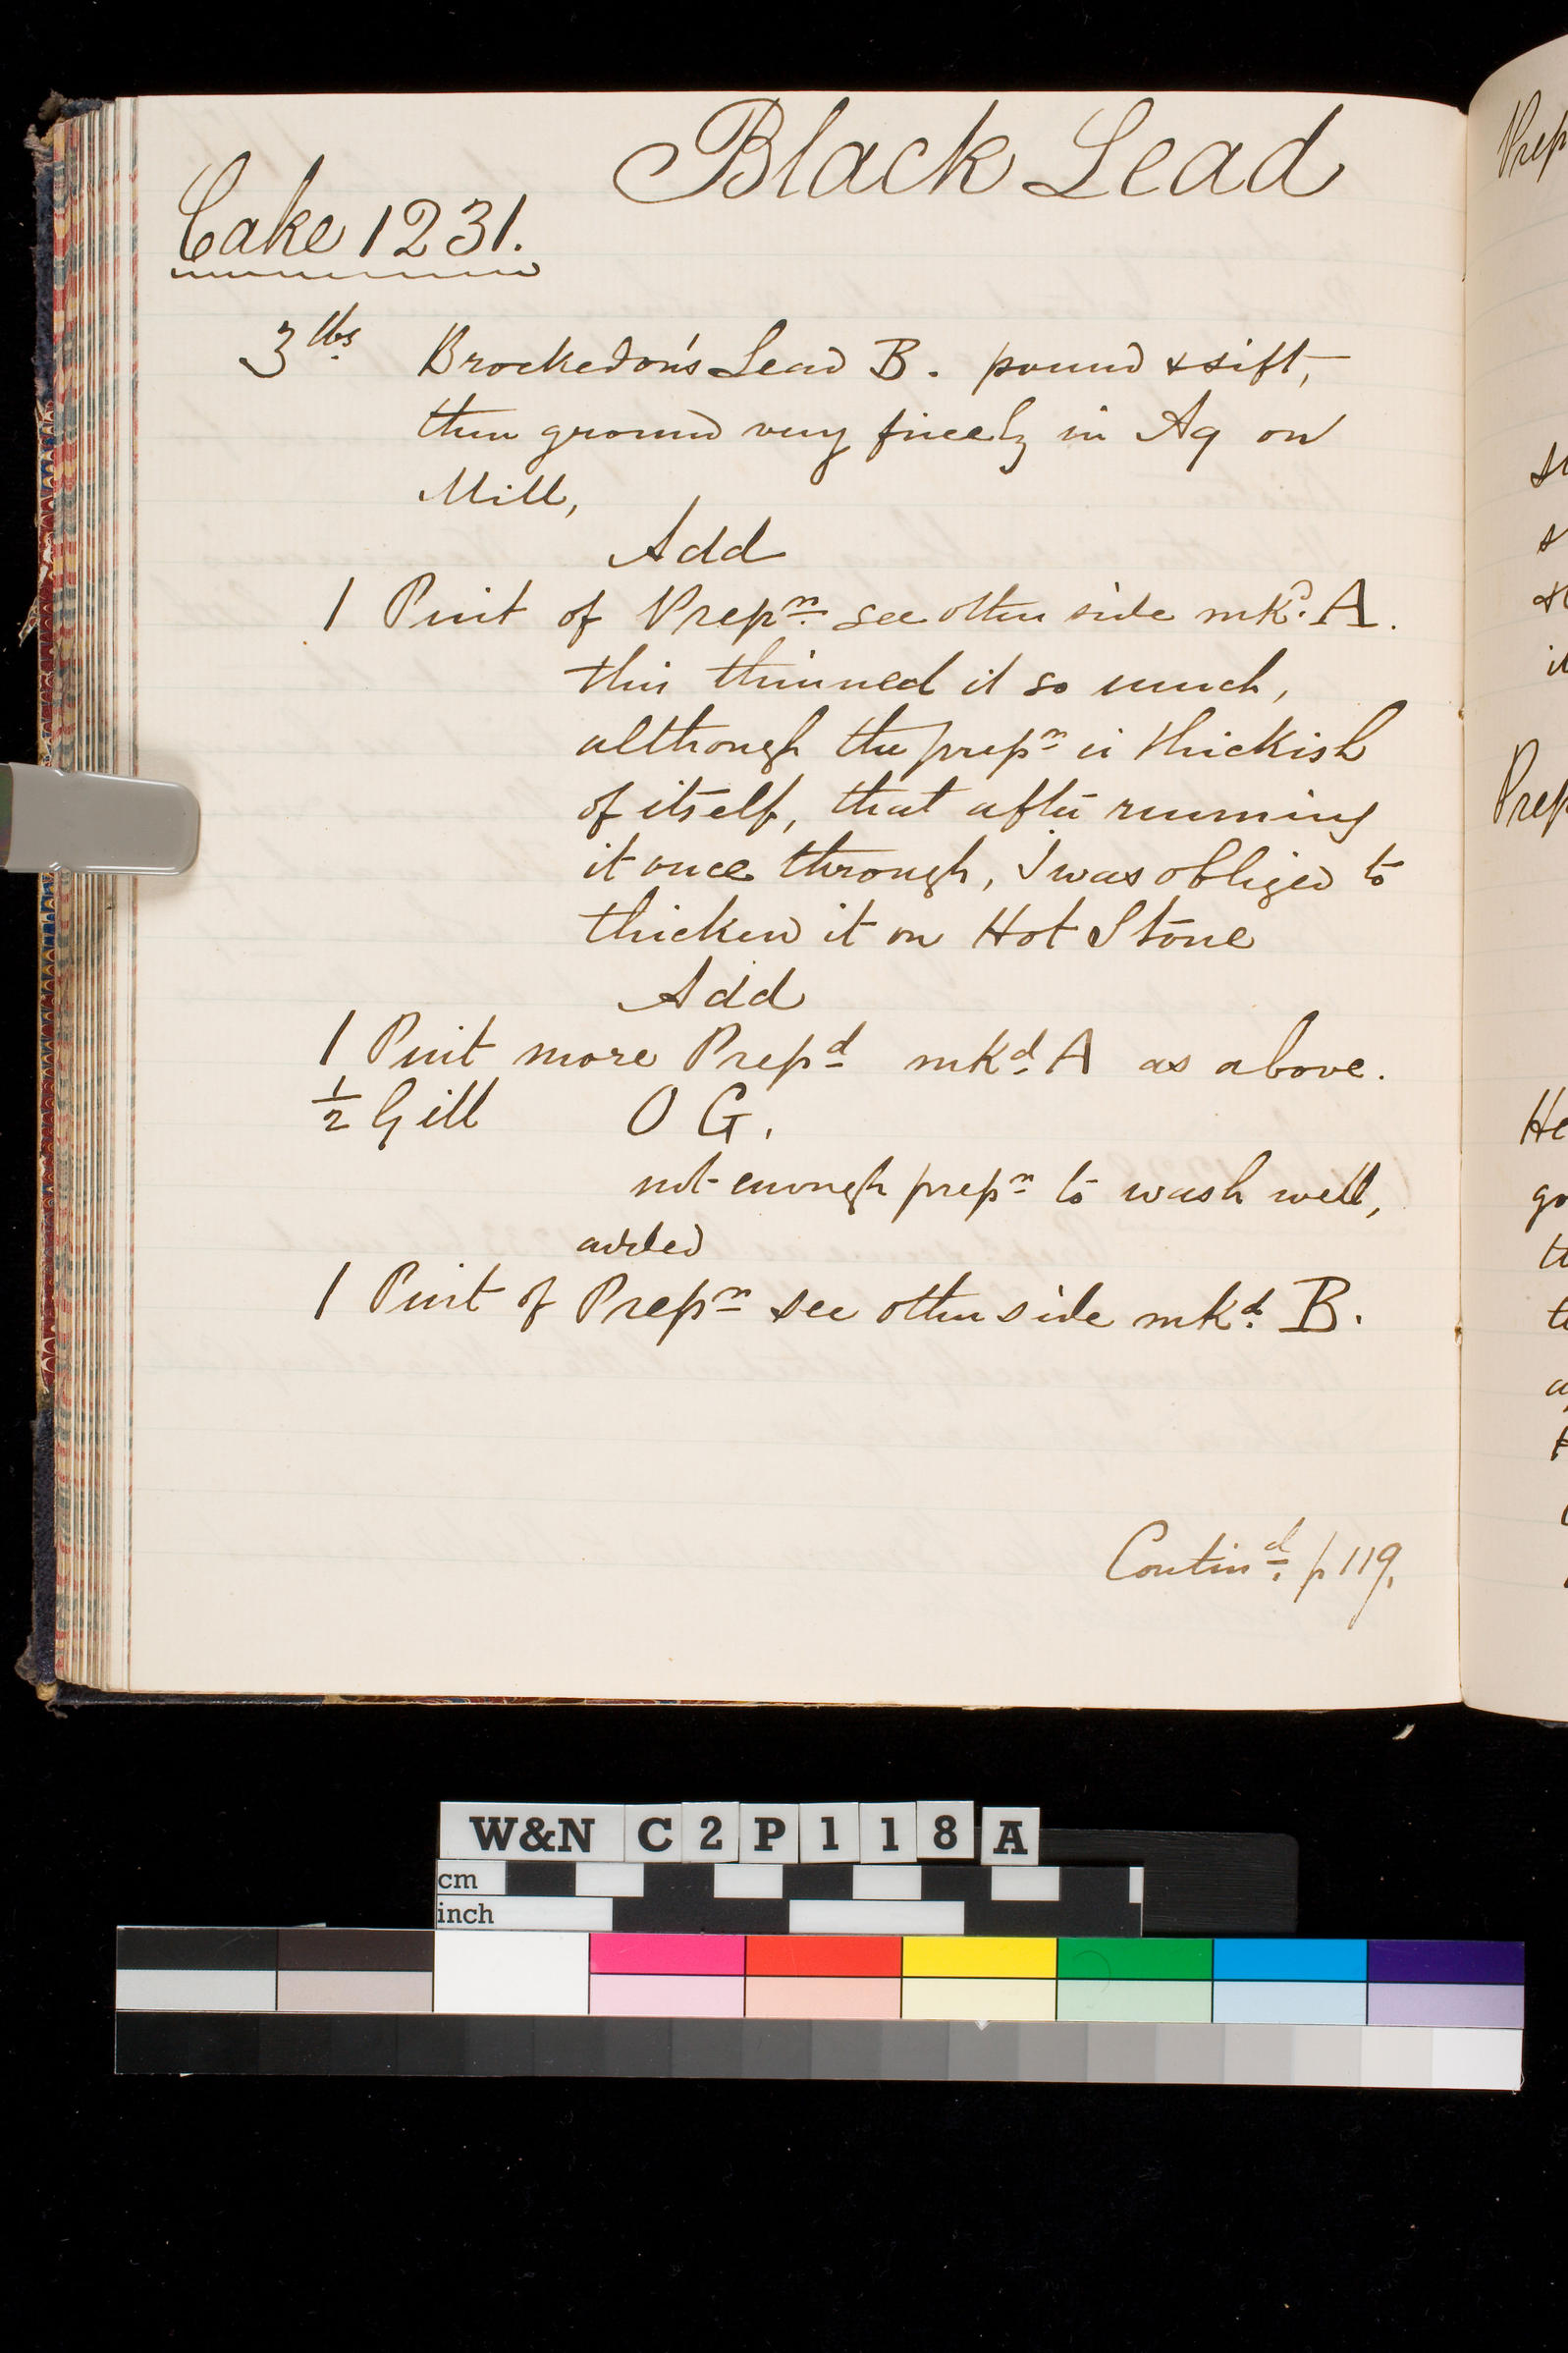 Black Lead
Cake 1231.
3 lbs Brockedon's Lead B. pound & sift,
then ground very finely in Aq on
Mill,
Add
1 Pint of Prepn see other side mkd. A.
this thinned it so much,
although the prepn is thickish
of itself, that after running
it once through, I was obliged to
thicken it on Hot Stone
Add
1 Pint more Prepd mkd A as above.
1/2 Gill O G.
not enough prepn to wash well,
added
1 Pint of Prepn see other side mkd. B.
Contind. p 119.
Prep
Prep
He
W&N C2P118A
cm
inch